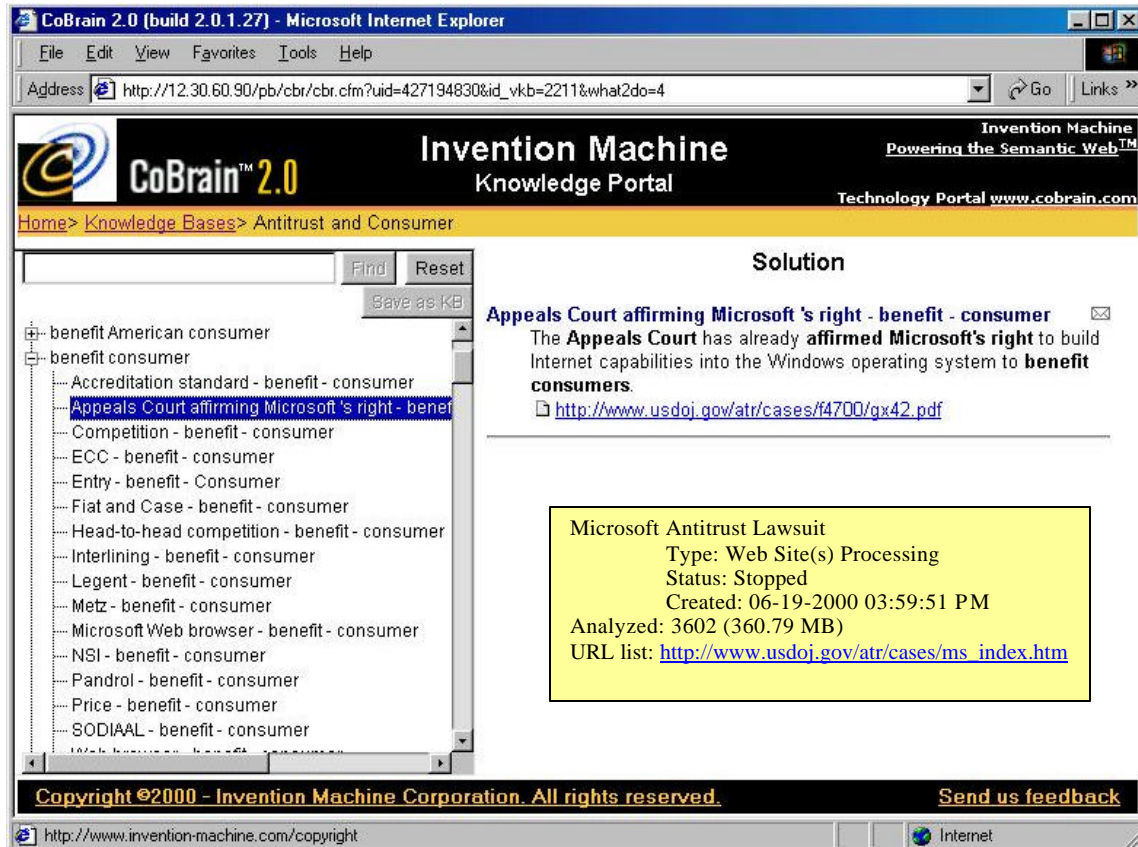 CoBrain 2.0 (build 2.0.1.27) - Microsoft Internet Explorer
File Edit View Favorites Tools Help
Address http://12.30.60.90/pb/cbr/cbr.cfm?uid=427194830&id_vkb=2211&what2do=4 Go Links »
CoBrain™ 2.0
Invention Machine
Knowledge Portal
Invention Machine
Powering the Semantic Web™
Technology Portal www.cobrain.com
Home> Knowledge Bases> Antitrust and Consumer
Find Reset
Save as KB
benefit American consumer
benefit consumer
Accreditation standard - benefit - consumer
Appeals Court affirming Microsoft 's right - benef
Competition - benefit - consumer
ECC - benefit - consumer
Entry - benefit - Consumer
Fiat and Case - benefit - consumer
Head-to-head competition - benefit - consumer
Interlining - benefit - consumer
Legent - benefit - consumer
Metz - benefit - consumer
Microsoft Web browser - benefit - consumer
NSI - benefit - consumer
Pandrol - benefit - consumer
Price - benefit - consumer
SODIAAL - benefit - consumer
Web browser - benefit - consumer
Solution
Appeals Court affirming Microsoft 's right - benefit - consumer
The Appeals Court has already affirmed Microsoft's right to build
Internet capabilities into the Windows operating system to benefit
consumers.
http://www.usdoj.gov/atr/cases/f4700/gx42.pdf
Microsoft Antitrust Lawsuit
Type: Web Site(s) Processing
Status: Stopped
Created: 06-19-2000 03:59:51 PM
Analyzed: 3602 (360.79 MB)
URL list: http://www.usdoj.gov/atr/cases/ms_index.htm
Copyright ©2000 - Invention Machine Corporation. All rights reserved. Send us feedback
http://www.invention-machine.com/copyright Internet